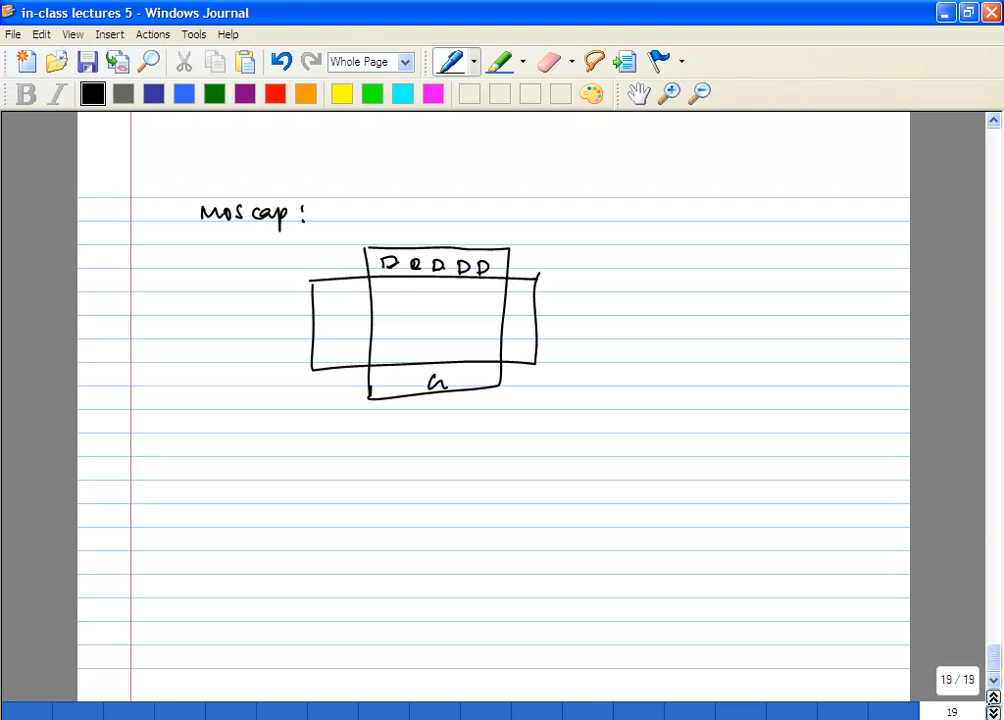 in-class lectures 5 - Windows Journal
File Edit View Insert Actions Tools Help
Whole Page
B I
MOS cap :
G
19 / 19
19